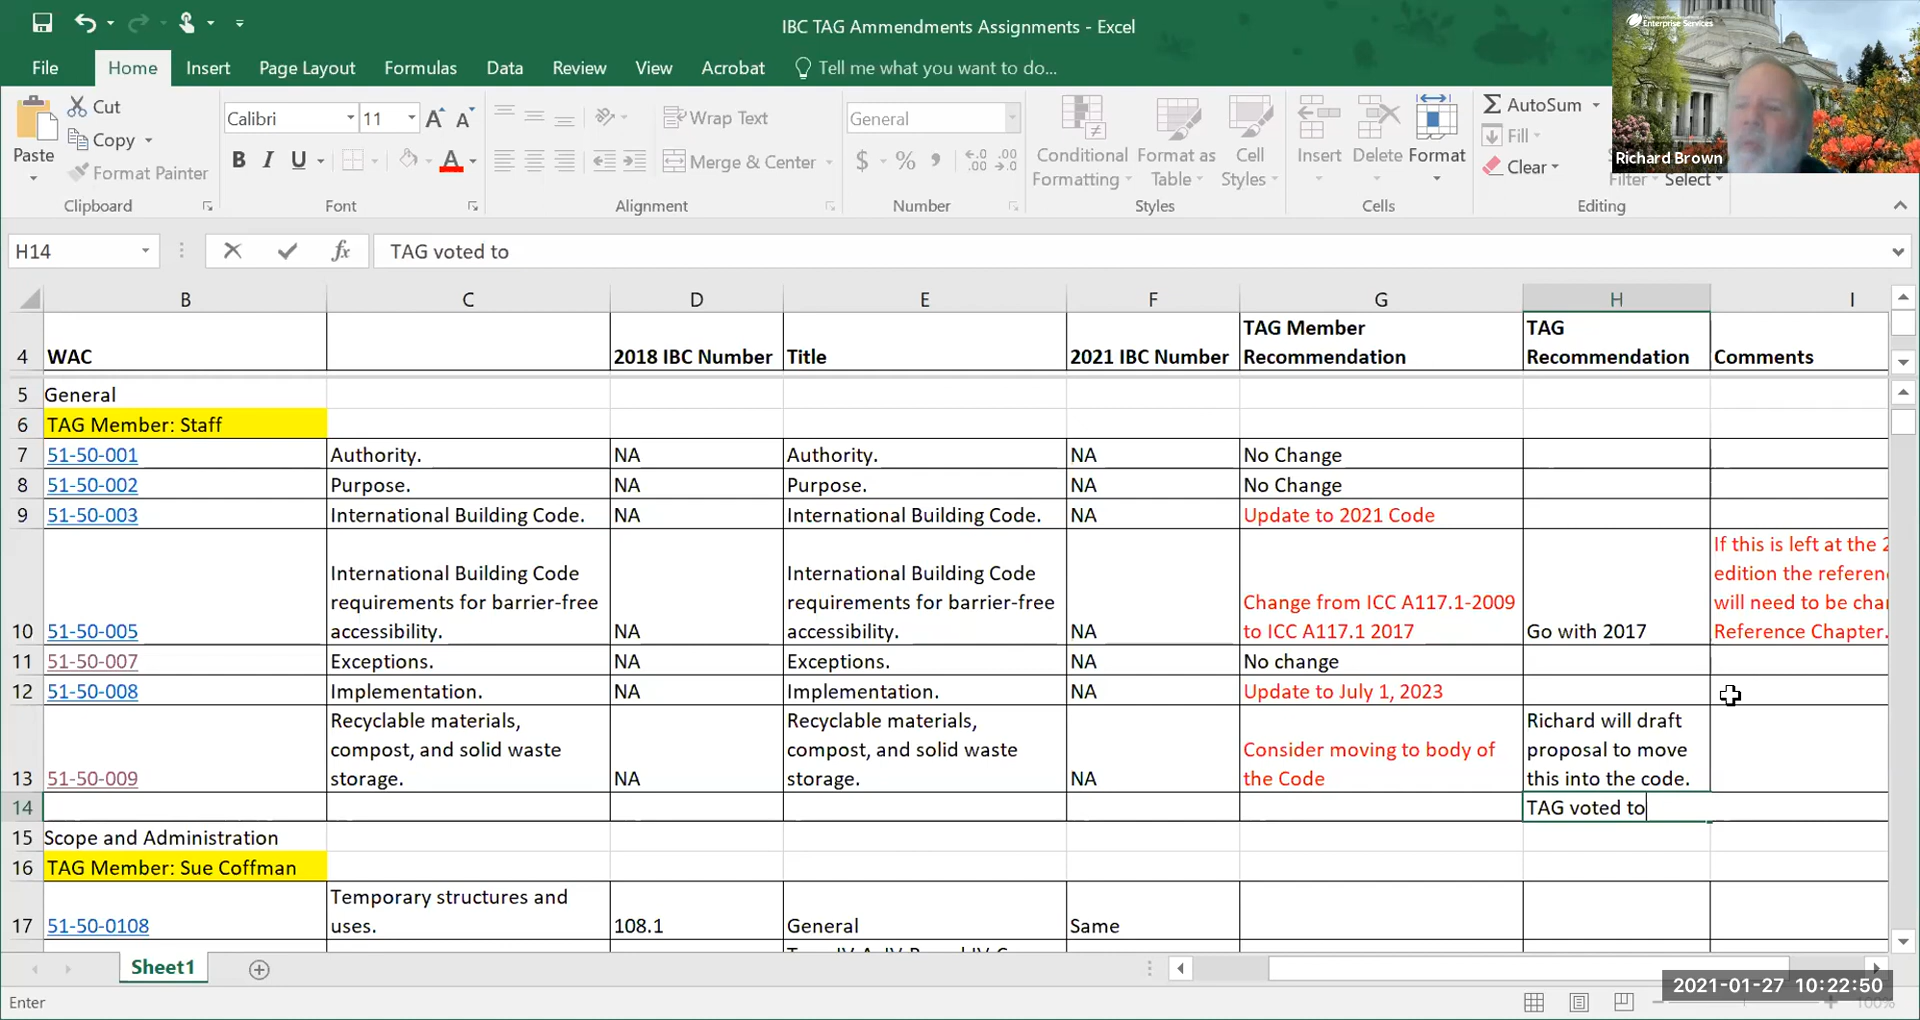 IBC TAG Ammendments Assignments - Excel
File Home Insert Page Layout Formulas Data Review View Acrobat Tell me what you want to do...
Enterprise Services
Richard Brown
Paste
Cut
Copy
Format Painter
Clipboard
Calibri 11
B I U A
Font
Wrap Text
Merge & Center
Alignment
General
$ % ,
Number
Conditional Formatting
Format as Table
Cell Styles
Styles
Insert Delete Format
Cells
AutoSum
Fill
Clear
Filter Select
Editing
H14 fx TAG voted to
B C D E F G H I
TAG Member TAG
4 WAC 2018 IBC Number Title 2021 IBC Number Recommendation Recommendation Comments
5 General
6 TAG Member: Staff
7 51-50-001 Authority. NA Authority. NA No Change
8 51-50-002 Purpose. NA Purpose. NA No Change
9 51-50-003 International Building Code. NA International Building Code. NA Update to 2021 Code
If this is left at the 2
International Building Code International Building Code edition the referen
requirements for barrier-free requirements for barrier-free Change from ICC A117.1-2009 will need to be cha
10 51-50-005 accessibility. NA accessibility. NA to ICC A117.1 2017 Go with 2017 Reference Chapter.
11 51-50-007 Exceptions. NA Exceptions. NA No change
12 51-50-008 Implementation. NA Implementation. NA Update to July 1, 2023
Recyclable materials, Recyclable materials, Richard will draft
compost, and solid waste compost, and solid waste Consider moving to body of proposal to move
13 51-50-009 storage. NA storage. NA the Code this into the code.
14 TAG voted to
15 Scope and Administration
16 TAG Member: Sue Coffman
Temporary structures and
17 51-50-0108 uses. 108.1 General Same
Sheet1
2021-01-27 10:22:50
Enter
100%